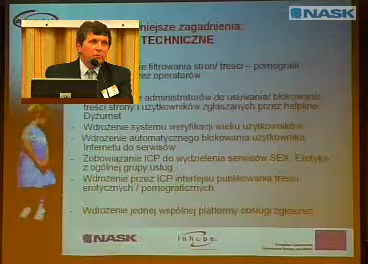 NASK
niejsze zagadnienia:
TECHNICZNE
ie filtrowania stron/ treści – pornografii
ez operatorów
e administratorów do usuwania/ blokowania
treści strony i użytkowników zgłaszanych przez helpline,
Dyżurnet
- Wdrożenie systemu weryfikacji wieku użytkowników
- Wdrożenie automatycznego blokowania użytkownika
Internetu do serwisów
- Zobowiązanie ICP do wydzielenia serwisów SEX, Erotyka
z ogólnej grupy usług
- Wdrożenie przez ICP interfejsu publikowania treści
erotycznych / pornograficznych
- Wdrożenie jednej wspólnej platformy obsługi zgłoszeń
NASK
inhope